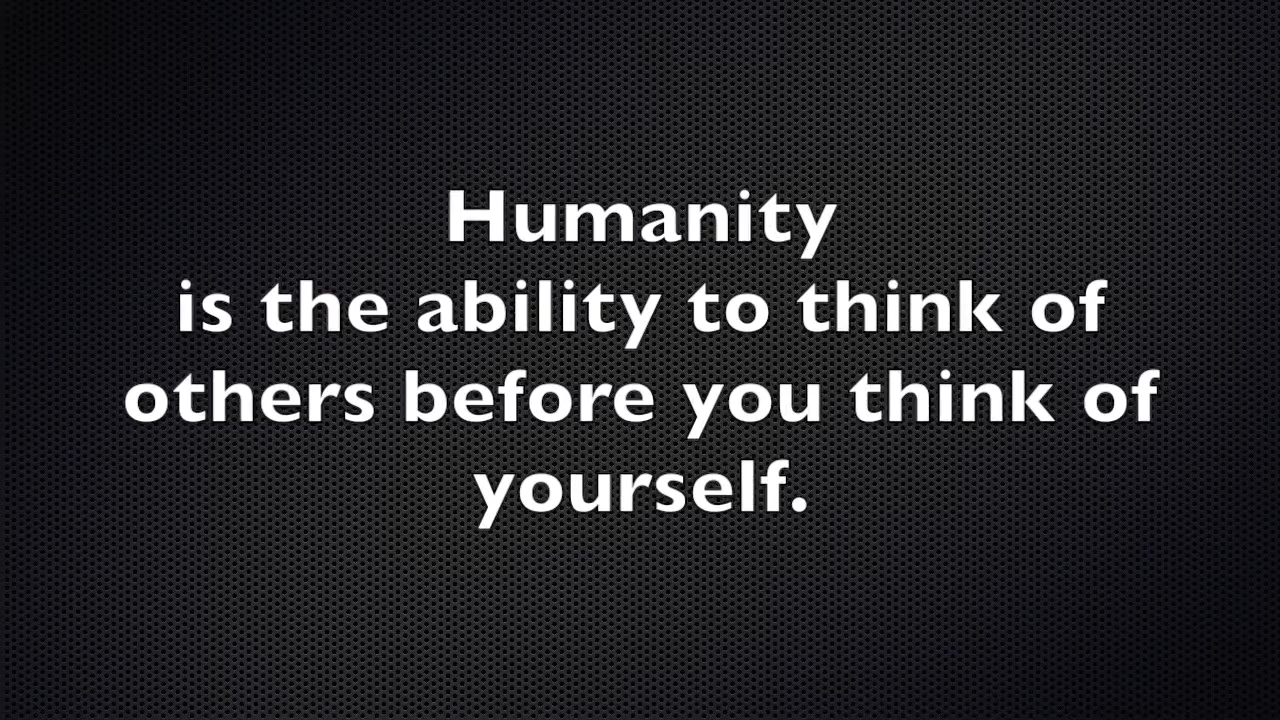 Humanity
is the ability to think of
others before you think of
yourself.